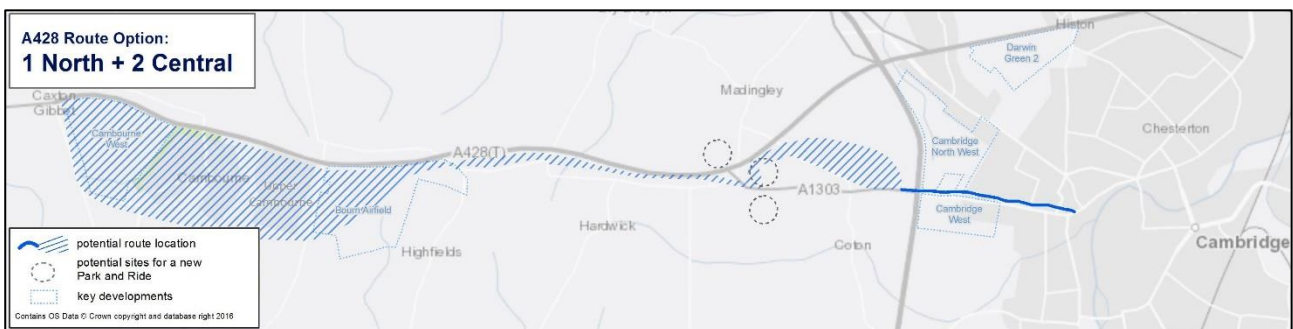 A428 Route Option:
1 North + 2 Central
Histon
Darwin
Green 2
Madingley
Caxton
Gibbet
Chesterton
Cambourne
West
Cambridge
North West
A428(T)
Cambourne
Upper
Cambourne
A1303
Bourn Airfield
Cambridge
West
Hardwick
Highfields
Coton
Cambridge
potential route location
potential sites for a new
Park and Ride
key developments
Contains OS Data © Crown copyright and database right 2016